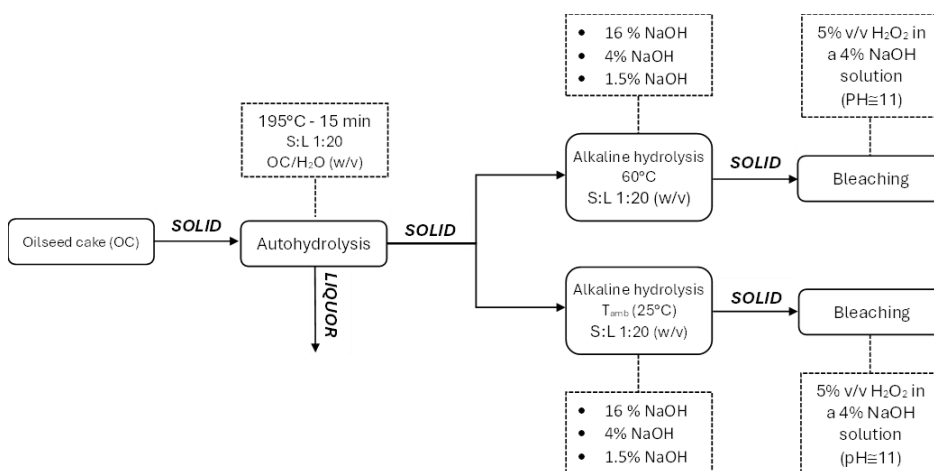 • 16 % NaOH
• 4% NaOH
• 1.5% NaOH
5% v/v H₂O₂ in
a 4% NaOH
solution
(PH≅11)
195°C - 15 min
S:L 1:20
OC/H₂O (w/v)
Alkaline hydrolysis
60°C
S:L 1:20 (w/v)
SOLID
Bleaching
Oilseed cake (OC)
SOLID
Autohydrolysis
SOLID
LIQUOR
Alkaline hydrolysis
Tₐₘb (25°C)
S:L 1:20 (w/v)
SOLID
Bleaching
• 16 % NaOH
• 4% NaOH
• 1.5% NaOH
5% v/v H₂O₂ in
a 4% NaOH
solution
(pH≅11)